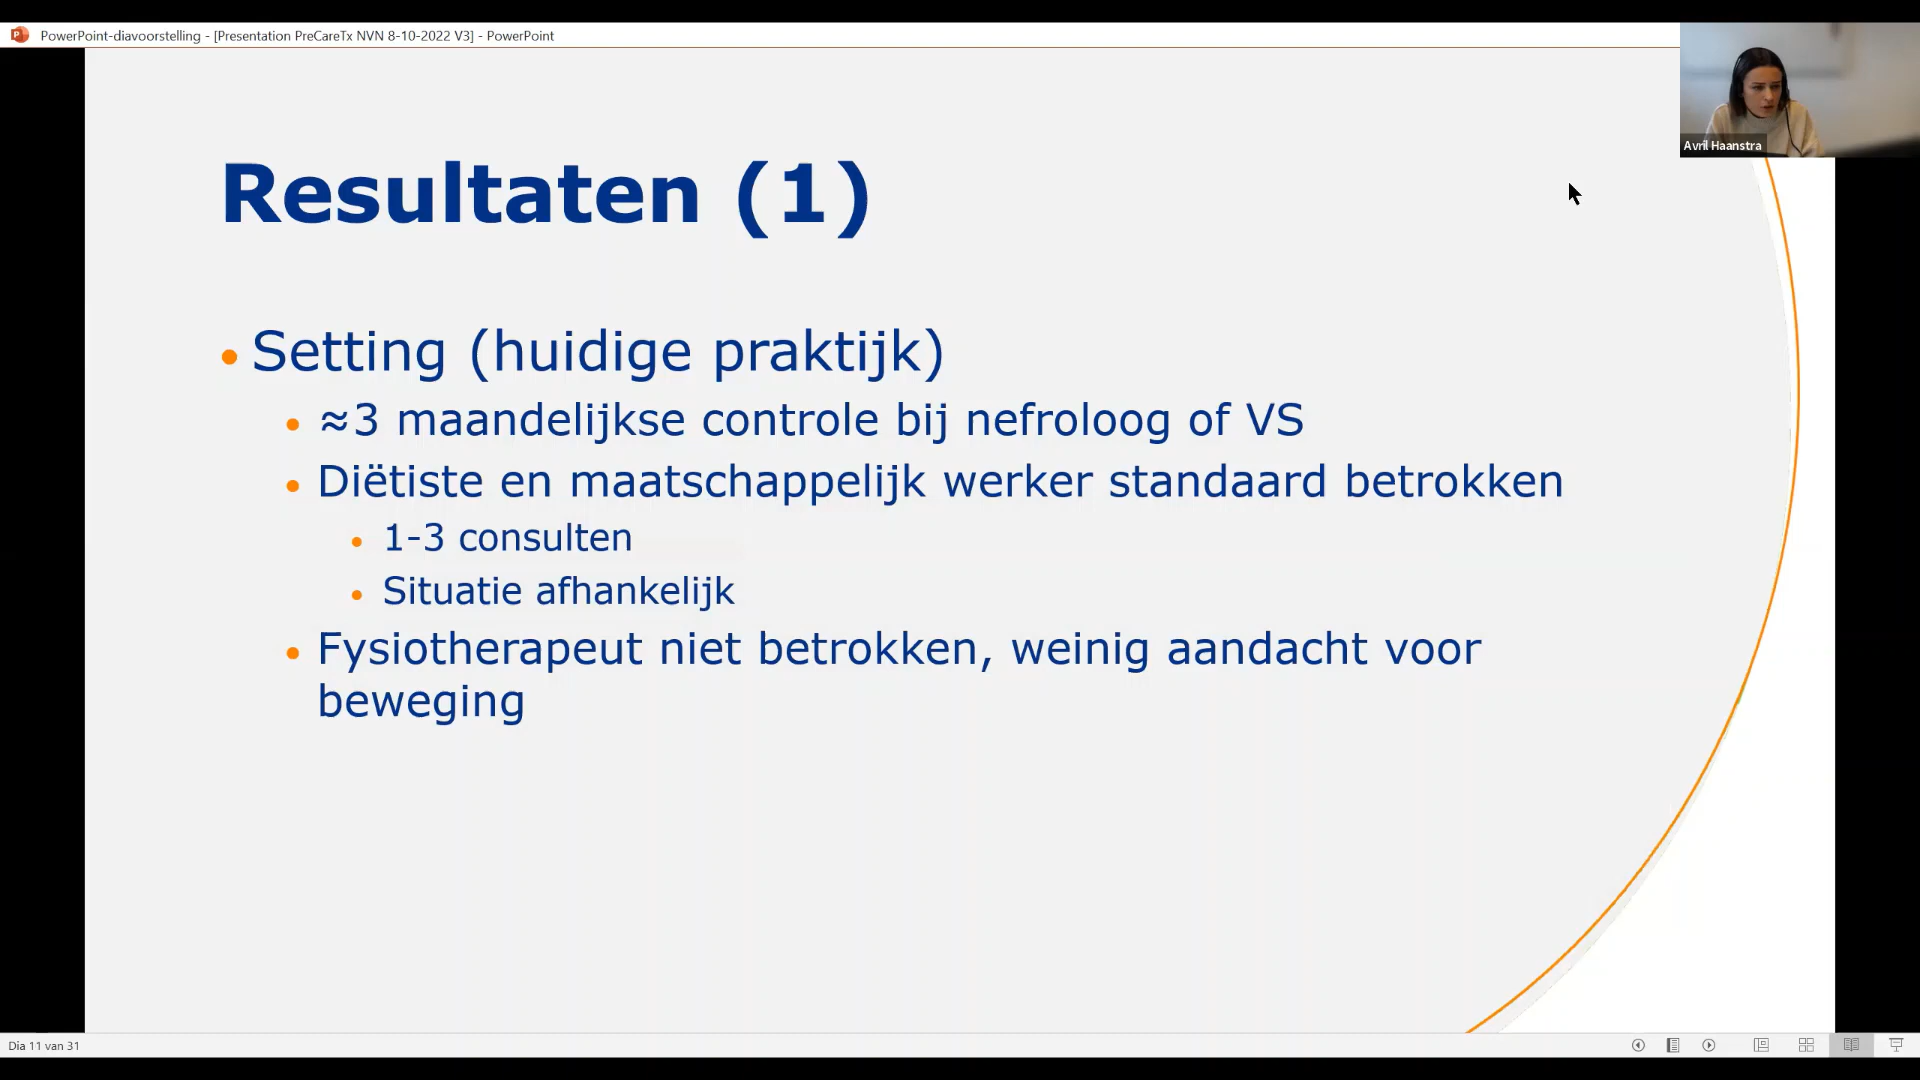 PowerPoint-diavoorstelling - [Presentation PreCareTx NVN 8-10-2022 V3] - PowerPoint
Avril Haanstra
Resultaten (1)
• Setting (huidige praktijk)
• ≈3 maandelijkse controle bij nefroloog of VS
• Diëtiste en maatschappelijk werker standaard betrokken
• 1-3 consulten
• Situatie afhankelijk
• Fysiotherapeut niet betrokken, weinig aandacht voor
beweging
Dia 11 van 31